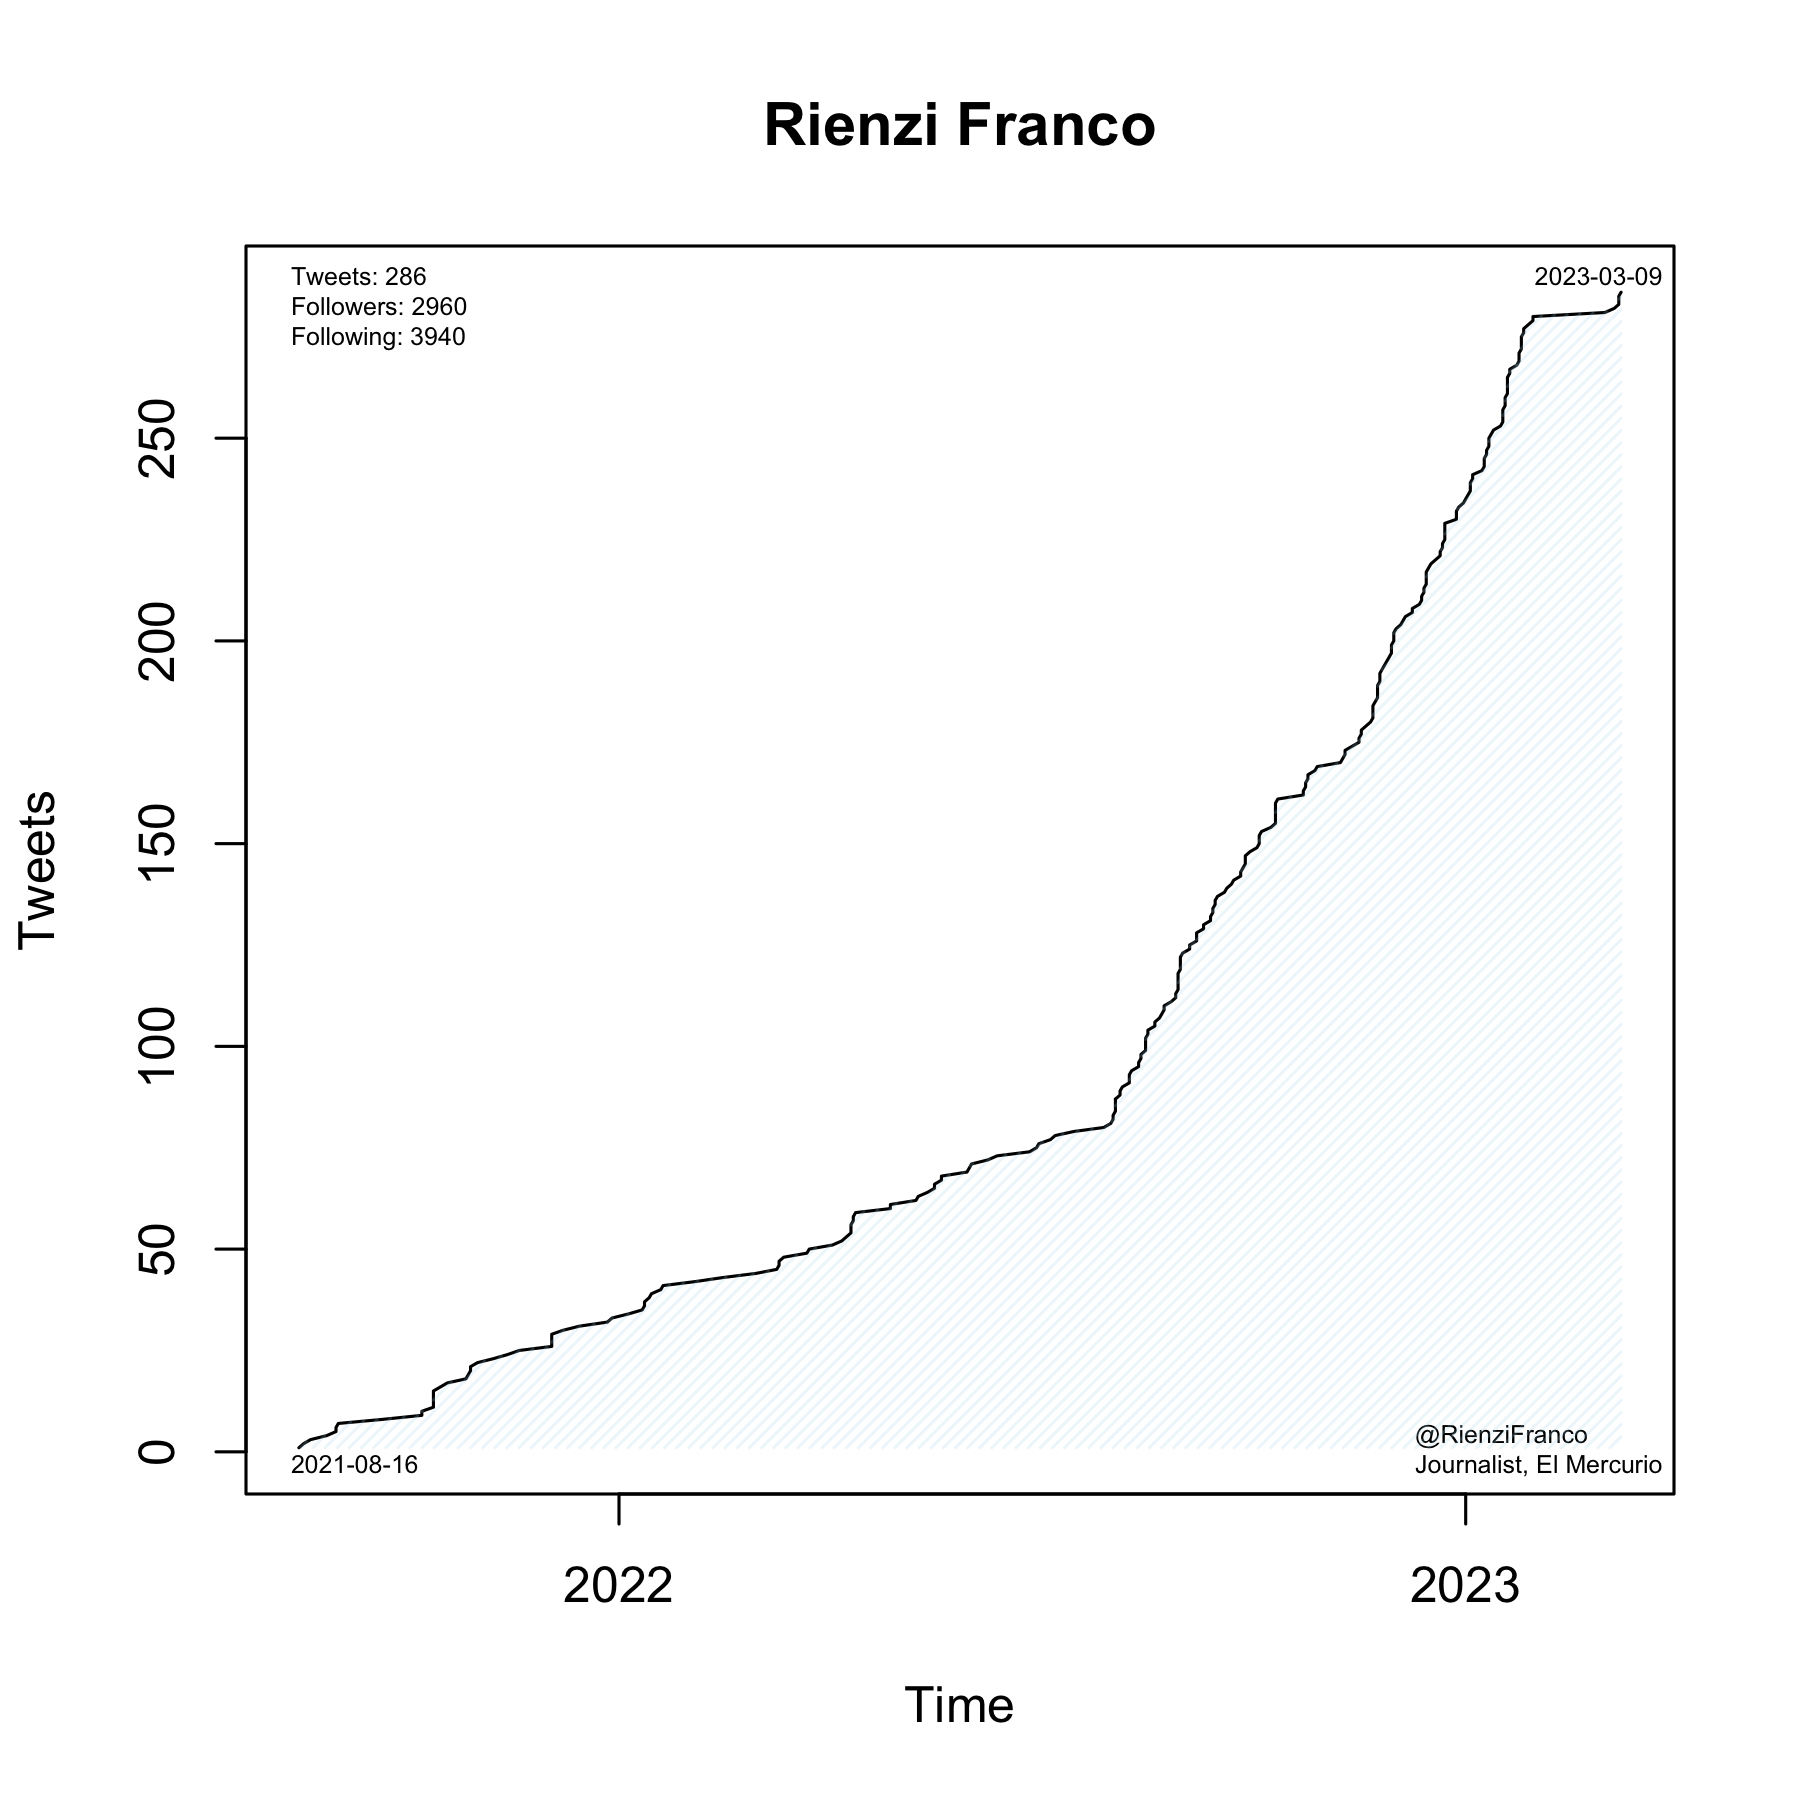 Rienzi Franco
Tweets: 286
Followers: 2960
Following: 3940
2023-03-09
250
200
150
100
50
0
Tweets
2021-08-16
@RienziFranco
Journalist, El Mercurio
2022
2023
Time